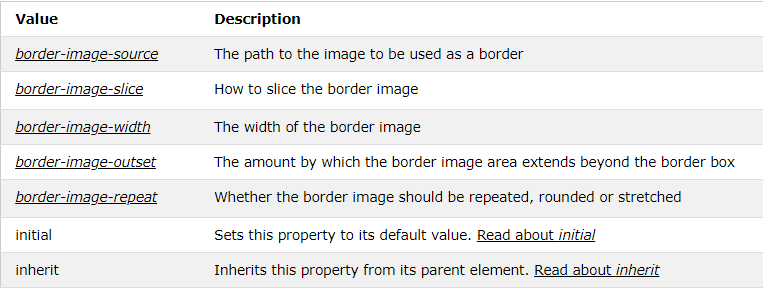 Value Description
border-image-source The path to the image to be used as a border
border-image-slice How to slice the border image
border-image-width The width of the border image
border-image-outset The amount by which the border image area extends beyond the border box
border-image-repeat Whether the border image should be repeated, rounded or stretched
initial Sets this property to its default value. Read about initial
inherit Inherits this property from its parent element. Read about inherit